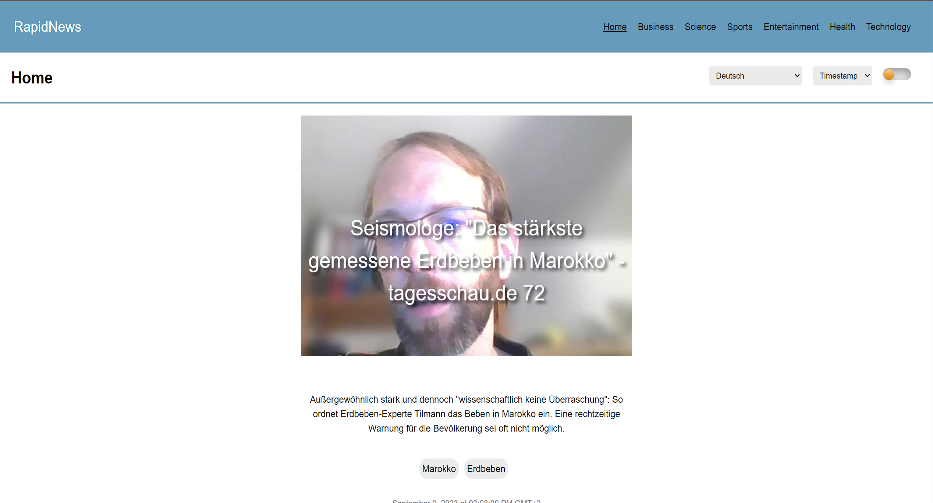 RapidNews
Home Business Science Sports Entertainment Health Technology
Home
Deutsch Timestamp
Seismologe: "Das stärkste
gemessene Erdbeben in Marokko" -
tagesschau.de 72
Außergewöhnlich stark und dennoch "wissenschaftlich keine Überraschung": So
ordnet Erdbeben-Experte Tilmann das Beben in Marokko ein. Eine rechtzeitige
Warnung für die Bevölkerung sei oft nicht möglich.
Marokko Erdbeben